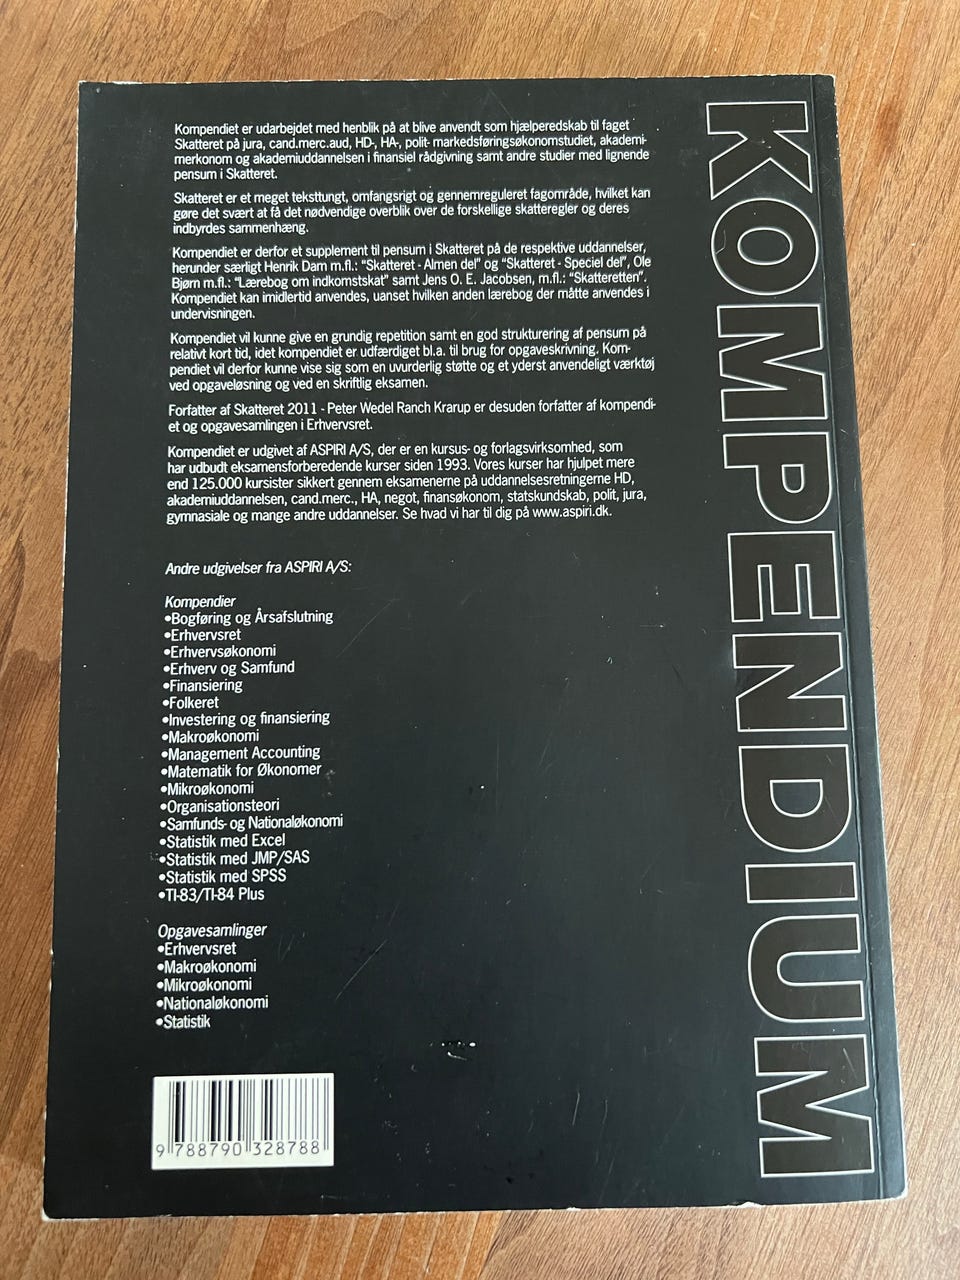 Kompendiet er udarbejdet med henblik på at blive anvendt som hjælperedskab til faget
Skatteret på jura, cand.merc.aud, HD-, HA-, polit- markedsføringsøkonomstudiet, akademi-
merkonom og akademiuddannelsen i finansiel rådgivning samt andre studier med lignende
pensum i Skatteret.
Skatteret er et meget teksttungt, omfangsrigt og gennemreguleret fagområde, hvilket kan
gøre det svært at få det nødvendige overblik over de forskellige skatteregler og deres
indbyrdes sammenhæng.
Kompendiet er derfor et supplement til pensum i Skatteret på de respektive uddannelser,
herunder særligt Henrik Dam m.fl.: "Skatteret - Almen del" og "Skatteret - Speciel del", Ole
Bjørn m.fl.: "Lærebog om indkomstskat" samt Jens O. E. Jacobsen, m.fl.: "Skatteretten".
Kompendiet kan imidlertid anvendes, uanset hvilken anden lærebog der måtte anvendes i
undervisningen.
Kompendiet vil kunne give en grundig repetition samt en god strukturering af pensum på
relativt kort tid, idet kompendiet er udfærdiget bl.a. til brug for opgaveskrivning. Kom-
pendiet vil derfor kunne vise sig som en uvurderlig støtte og et yderst anvendeligt værktøj
ved opgaveløsning og ved en skriftlig eksamen.
Forfatter af Skatteret 2011 - Peter Wedel Ranch Krarup er desuden forfatter af kompendi-
et og opgavesamlingen i Erhvervsret.
Kompendiet er udgivet af ASPIRI A/S, der er en kursus- og forlagsvirksomhed, som
har udbudt eksamensforberedende kurser siden 1993. Vores kurser har hjulpet mere
end 125.000 kursister sikkert gennem eksamenerne på uddannelsesretningerne HD,
akademiuddannelsen, cand.merc., HA, negot, finansøkonom, statskundskab, polit, jura,
gymnasiale og mange andre uddannelser. Se hvad vi har til dig på www.aspiri.dk.
Andre udgivelser fra ASPIRI A/S:
Kompendier
•Bogføring og Årsafslutning
•Erhvervsret
•Erhvervsøkonomi
•Erhverv og Samfund
•Finansiering
•Folkeret
•Investering og finansiering
•Makroøkonomi
•Management Accounting
•Matematik for Økonomer
•Mikroøkonomi
•Organisationsteori
•Samfunds- og Nationaløkonomi
•Statistik med Excel
•Statistik med JMP/SAS
•Statistik med SPSS
•TI-83/TI-84 Plus
Opgavesamlinger
•Erhvervsret
•Makroøkonomi
•Mikroøkonomi
•Nationaløkonomi
•Statistik
9 788790 328788
KOMPENDIUM